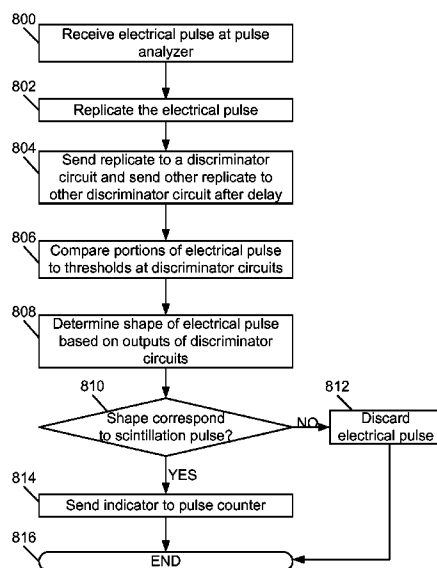 800
Receive electrical pulse at pulse
analyzer
802
Replicate the electrical pulse
804
Send replicate to a discriminator
circuit and send other replicate to
other discriminator circuit after delay
806
Compare portions of electrical pulse
to thresholds at discriminator circuits
808
Determine shape of electrical pulse
based on outputs of discriminator
circuits
810
Shape correspond
to scintillation pulse?
NO
812
Discard
electrical pulse
YES
814
Send indicator to pulse counter
816
END